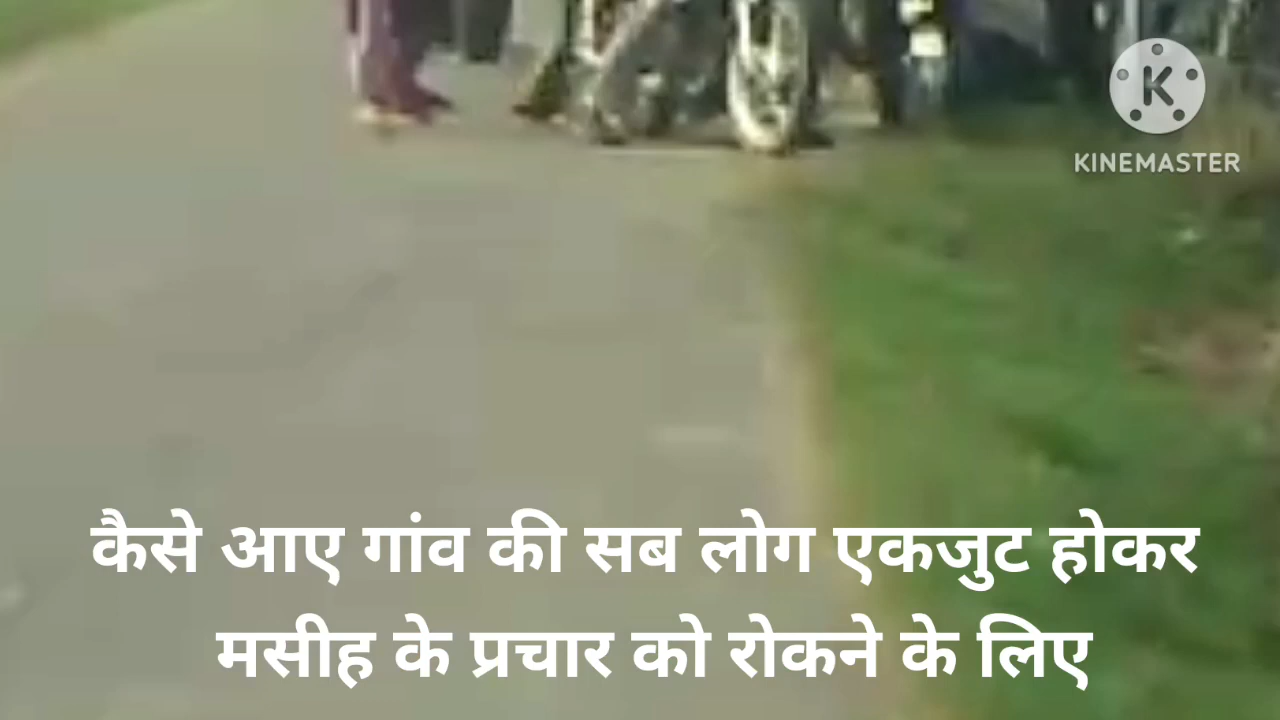 KINEMASTER
कैसे आए गांव की सब लोग एकजुट होकर
मसीह के प्रचार को रोकने के लिए